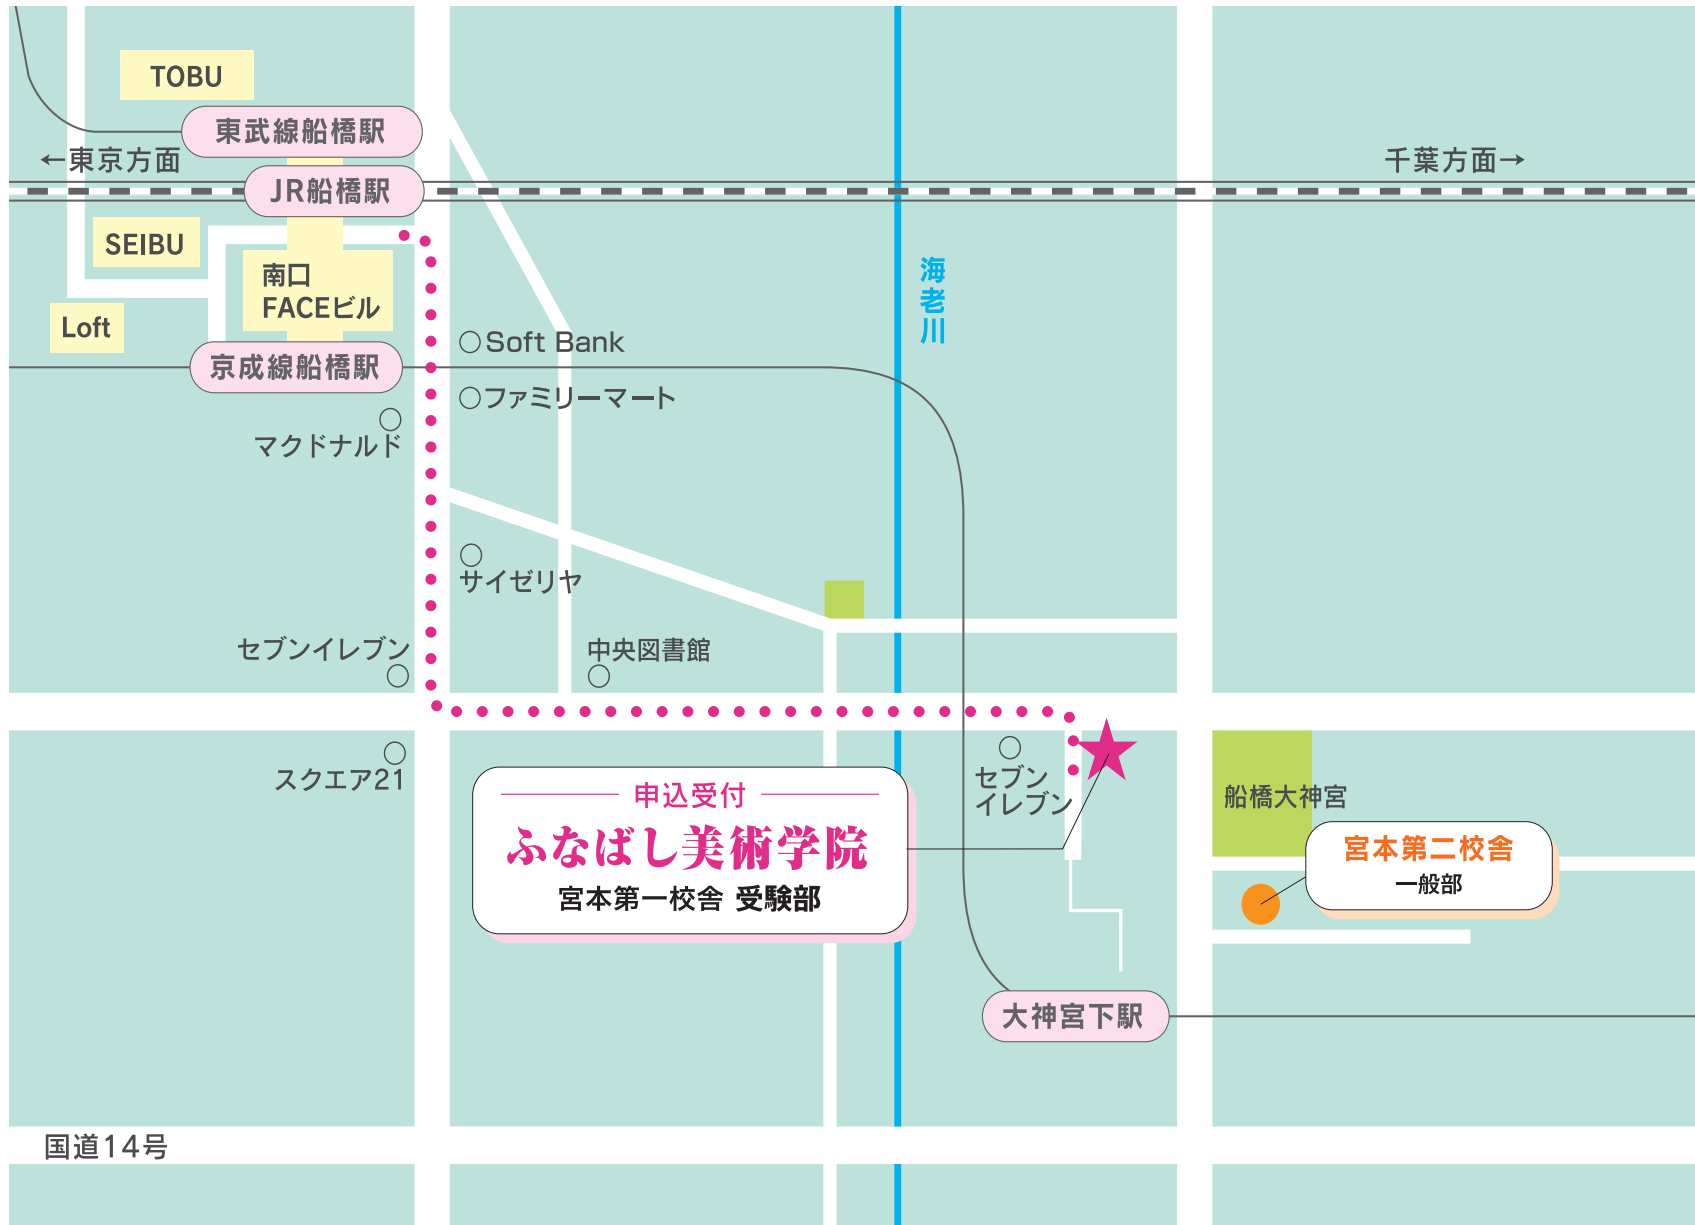 TOBU
東武線船橋駅
←東京方面
千葉方面→
JR船橋駅
SEIBU
南口
FACEビル
海老川
Loft
Soft Bank
京成線船橋駅
ファミリーマート
マクドナルド
サイゼリヤ
セブンイレブン
中央図書館
スクエア21
セブン
イレブン
申込受付
ふなばし美術学院
宮本第一校舎 受験部
船橋大神宮
宮本第二校舎
一般部
大神宮下駅
国道14号